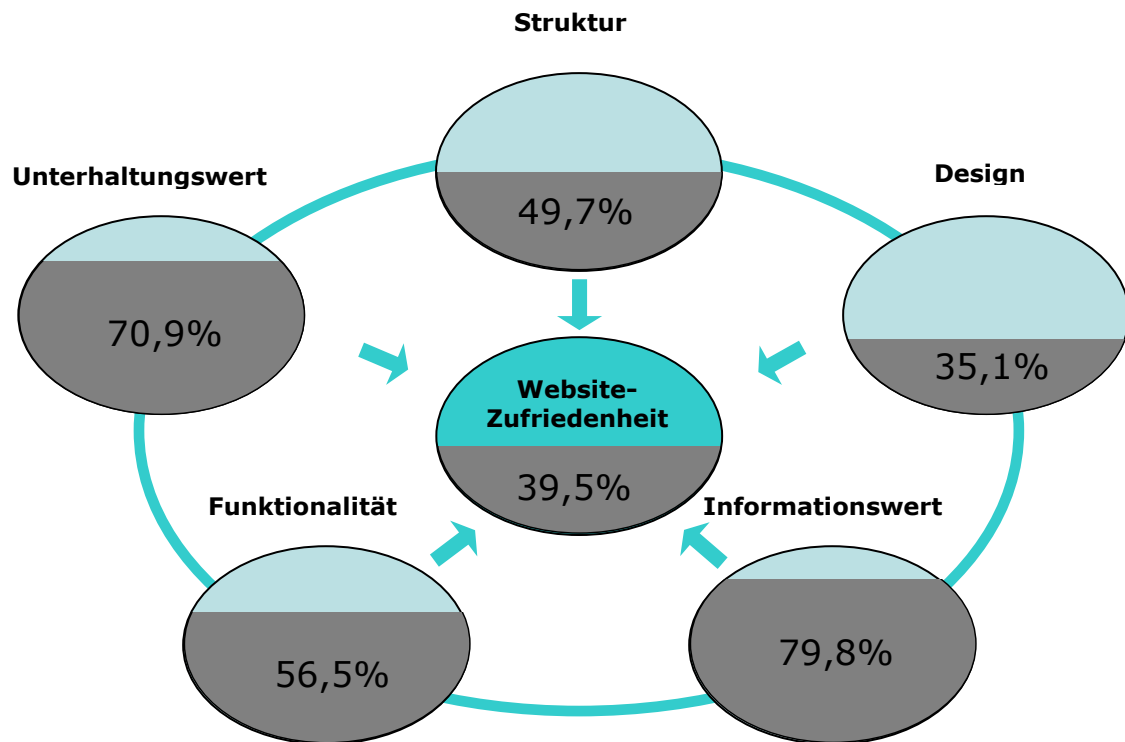 Struktur
49,7%
Unterhaltungswert
70,9%
Design
35,1%
Website-
Zufriedenheit
39,5%
Funktionalität
56,5%
Informationswert
79,8%